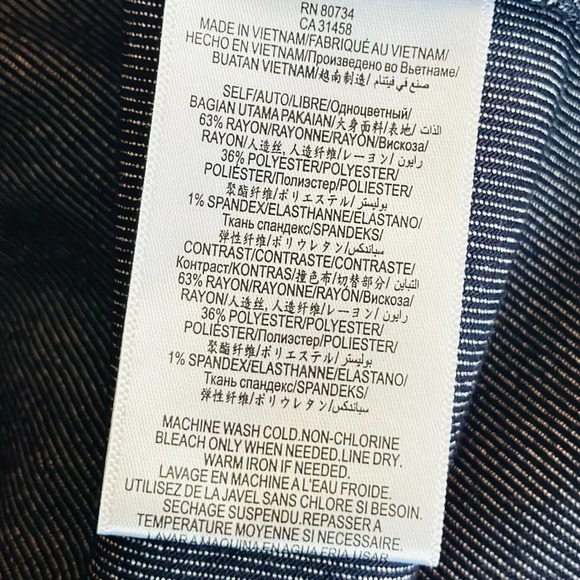 RN 80734
CA 31458
MADE IN VIETNAM/FABRIQUÉ AU VIETNAM/
HECHO EN VIETNAM/Произведено во Вьетнаме/
BUATAN VIETNAM/越南制造/ صنع في فيتنام
SELF/AUTO/LIBRE/Одноцветный/
BAGIAN UTAMA PAKAIAN/大身面料/表地/ الذات
63% RAYON/RAYONNE/RAYÓN/Вискоза/
RAYON/人造丝, 人造纤维/レーヨン/ رايون
36% POLYESTER/POLYESTER/
POLIÉSTER/Полиэстер/POLIESTER/
聚酯纤维/ポリエステル/ بوليستر
1% SPANDEX/ELASTHANNE/ELASTANO/
Ткань спандекс/SPANDEKS/
弹性纤维/ポリウレタン/ سباندكس
CONTRAST/CONTRASTE/CONTRASTE/
Контраст/KONTRAS/撞色布/切替部分/ التباين
63% RAYON/RAYONNE/RAYÓN/Вискоза/
RAYON/人造丝, 人造纤维/レーヨン/ رايون
36% POLYESTER/POLYESTER/
POLIÉSTER/Полиэстер/POLIESTER/
聚酯纤维/ポリエステル/ بوليستر
1% SPANDEX/ELASTHANNE/ELASTANO/
Ткань спандекс/SPANDEKS/
弹性纤维/ポリウレタン/ سباندكس
MACHINE WASH COLD.NON-CHLORINE
BLEACH ONLY WHEN NEEDED.LINE DRY.
WARM IRON IF NEEDED.
LAVAGE EN MACHINE A L'EAU FROIDE.
UTILISEZ DE LA JAVEL SANS CHLORE SI BESOIN.
SECHAGE SUSPENDU.REPASSER A
TEMPERATURE MOYENNE SI NECESSAIRE.
LAVAR A MAQUINA EN AGUA FRIA.USAR